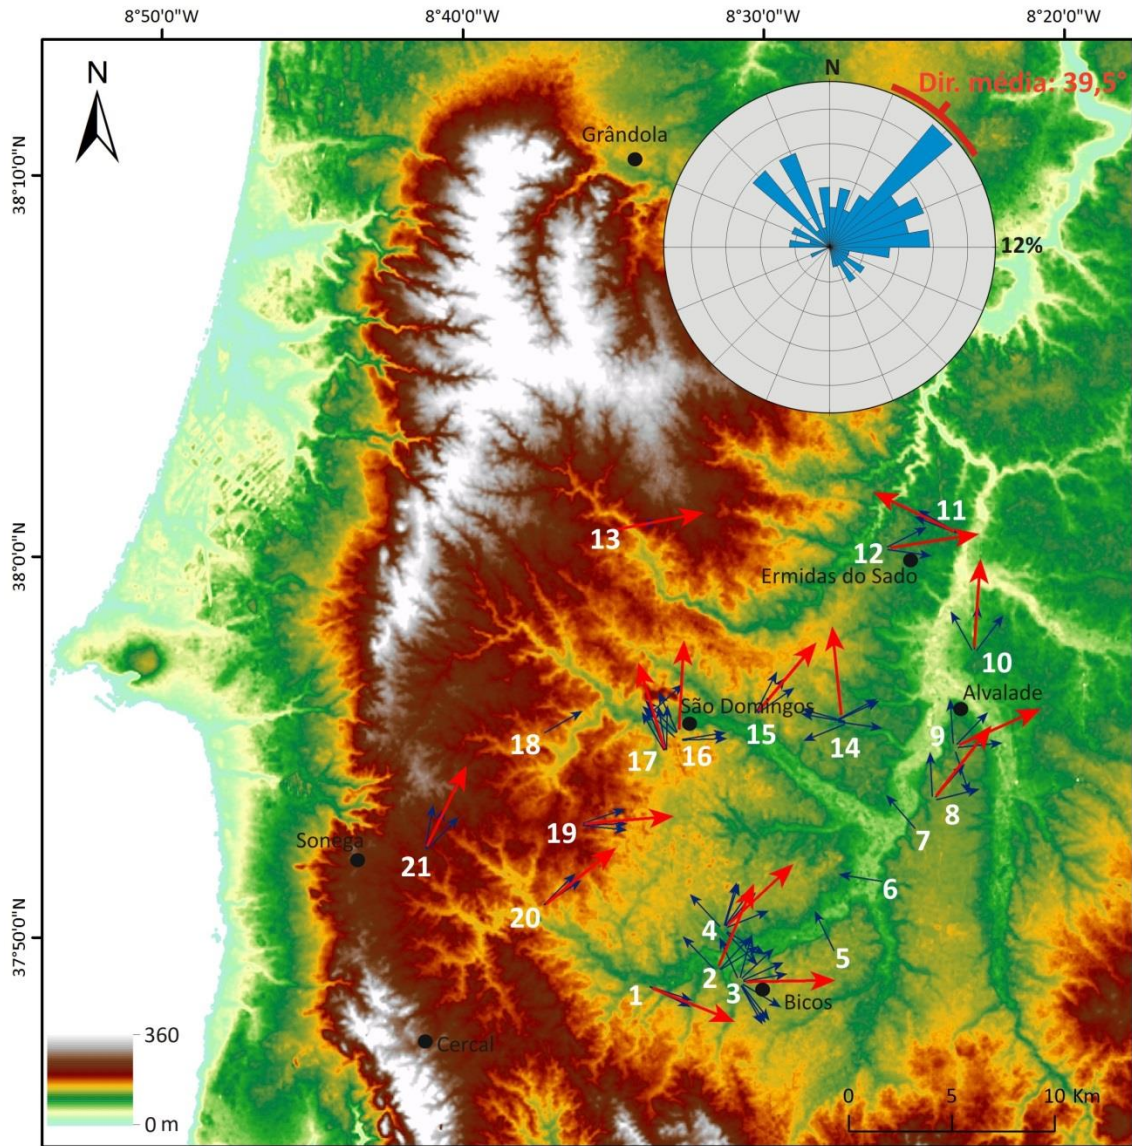 8°50'0"W
8°40'0"W
8°30'0"W
8°20'0"W
N
N
Dir. média: 39,5°
Grândola
38°10'0"N
12%
11
13
12
38°0'0"N
Ermidas do Sado
10
Alvalade
São Domingos
18
15
14
9
17
16
8
Sonega
19
7
21
6
20
4
37°50'0"N
5
2
1
3
Bicos
360
Cercal
0 m
0
5
10 Km